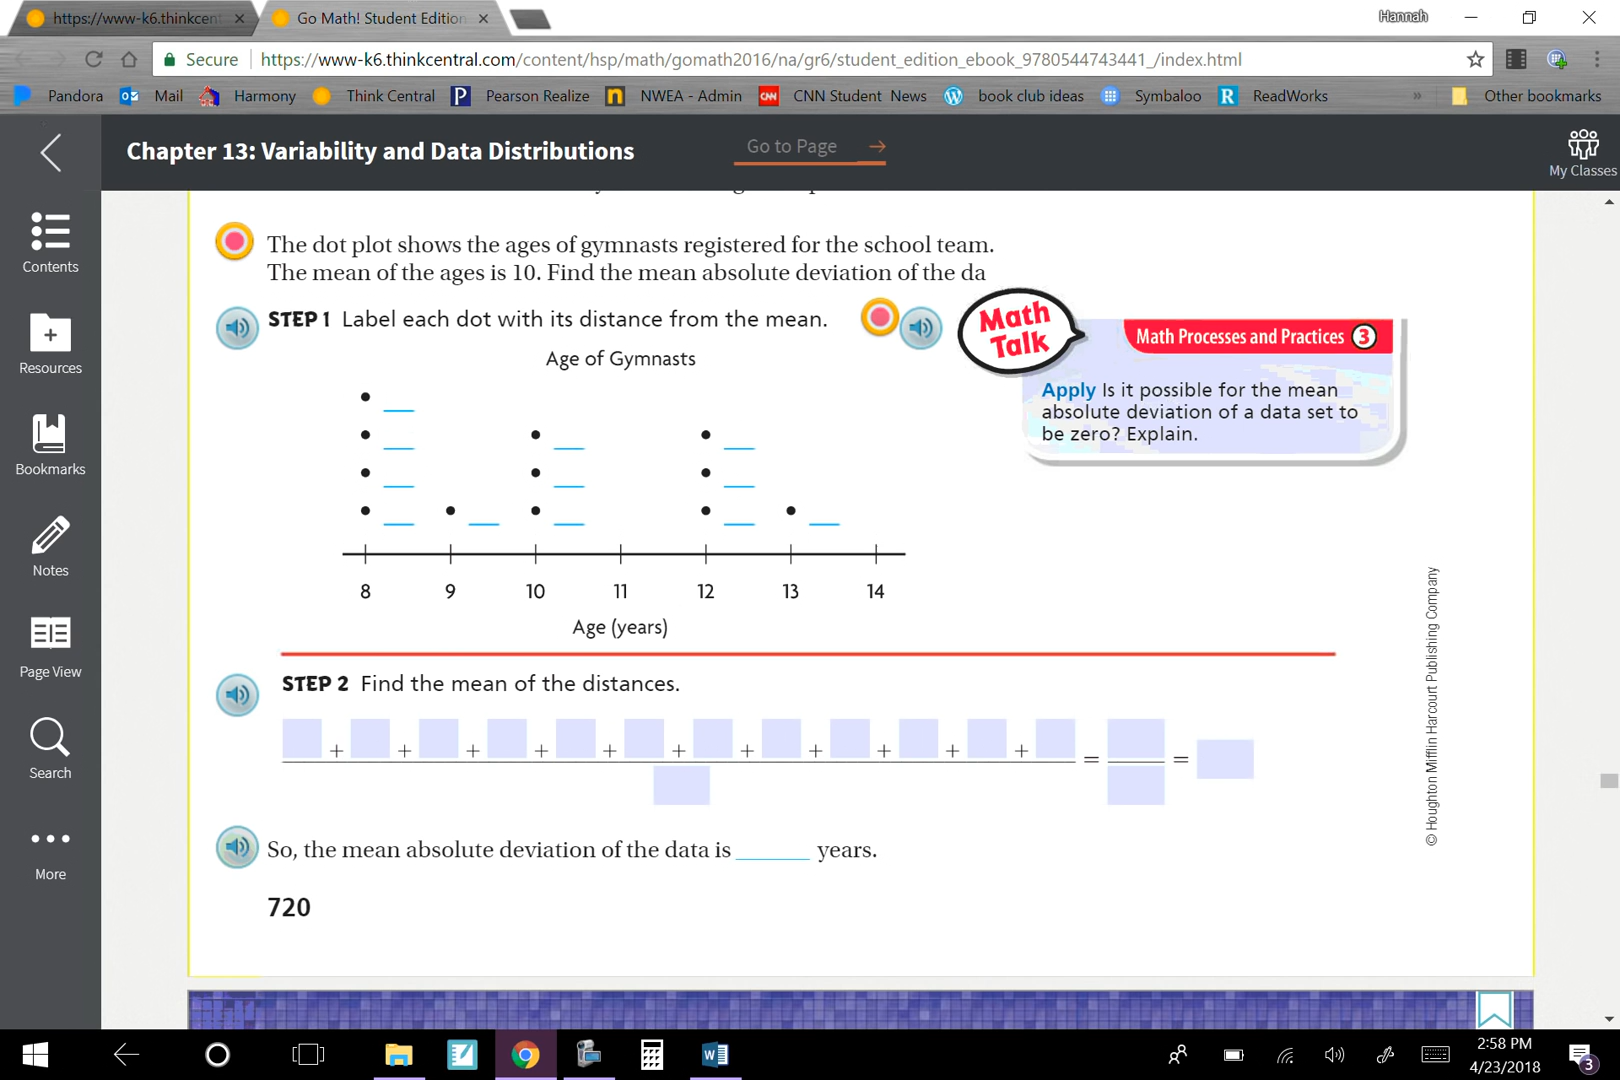 https://www-k6.thinkcent
Go Math! Student Edition
Hannah
Secure
https://www-k6.thinkcentral.com/content/hsp/math/gomath2016/na/gr6/student_edition_ebook_9780544743441_/index.html
Pandora Mail Harmony Think Central Pearson Realize NWEA - Admin CNN Student News book club ideas Symbaloo ReadWorks » Other bookmarks
Chapter 13: Variability and Data Distributions
Go to Page
My Classes
Contents
Resources
Bookmarks
Notes
Page View
Search
More
The dot plot shows the ages of gymnasts registered for the school team.
The mean of the ages is 10. Find the mean absolute deviation of the da
STEP 1 Label each dot with its distance from the mean.
Math
Talk
Math Processes and Practices 3
Apply Is it possible for the mean
absolute deviation of a data set to
be zero? Explain.
Age of Gymnasts
8 9 10 11 12 13 14
Age (years)
STEP 2 Find the mean of the distances.
+ + + + + + + + + + + = =
So, the mean absolute deviation of the data is ______ years.
720
© Houghton Mifflin Harcourt Publishing Company
2:58 PM
4/23/2018
3